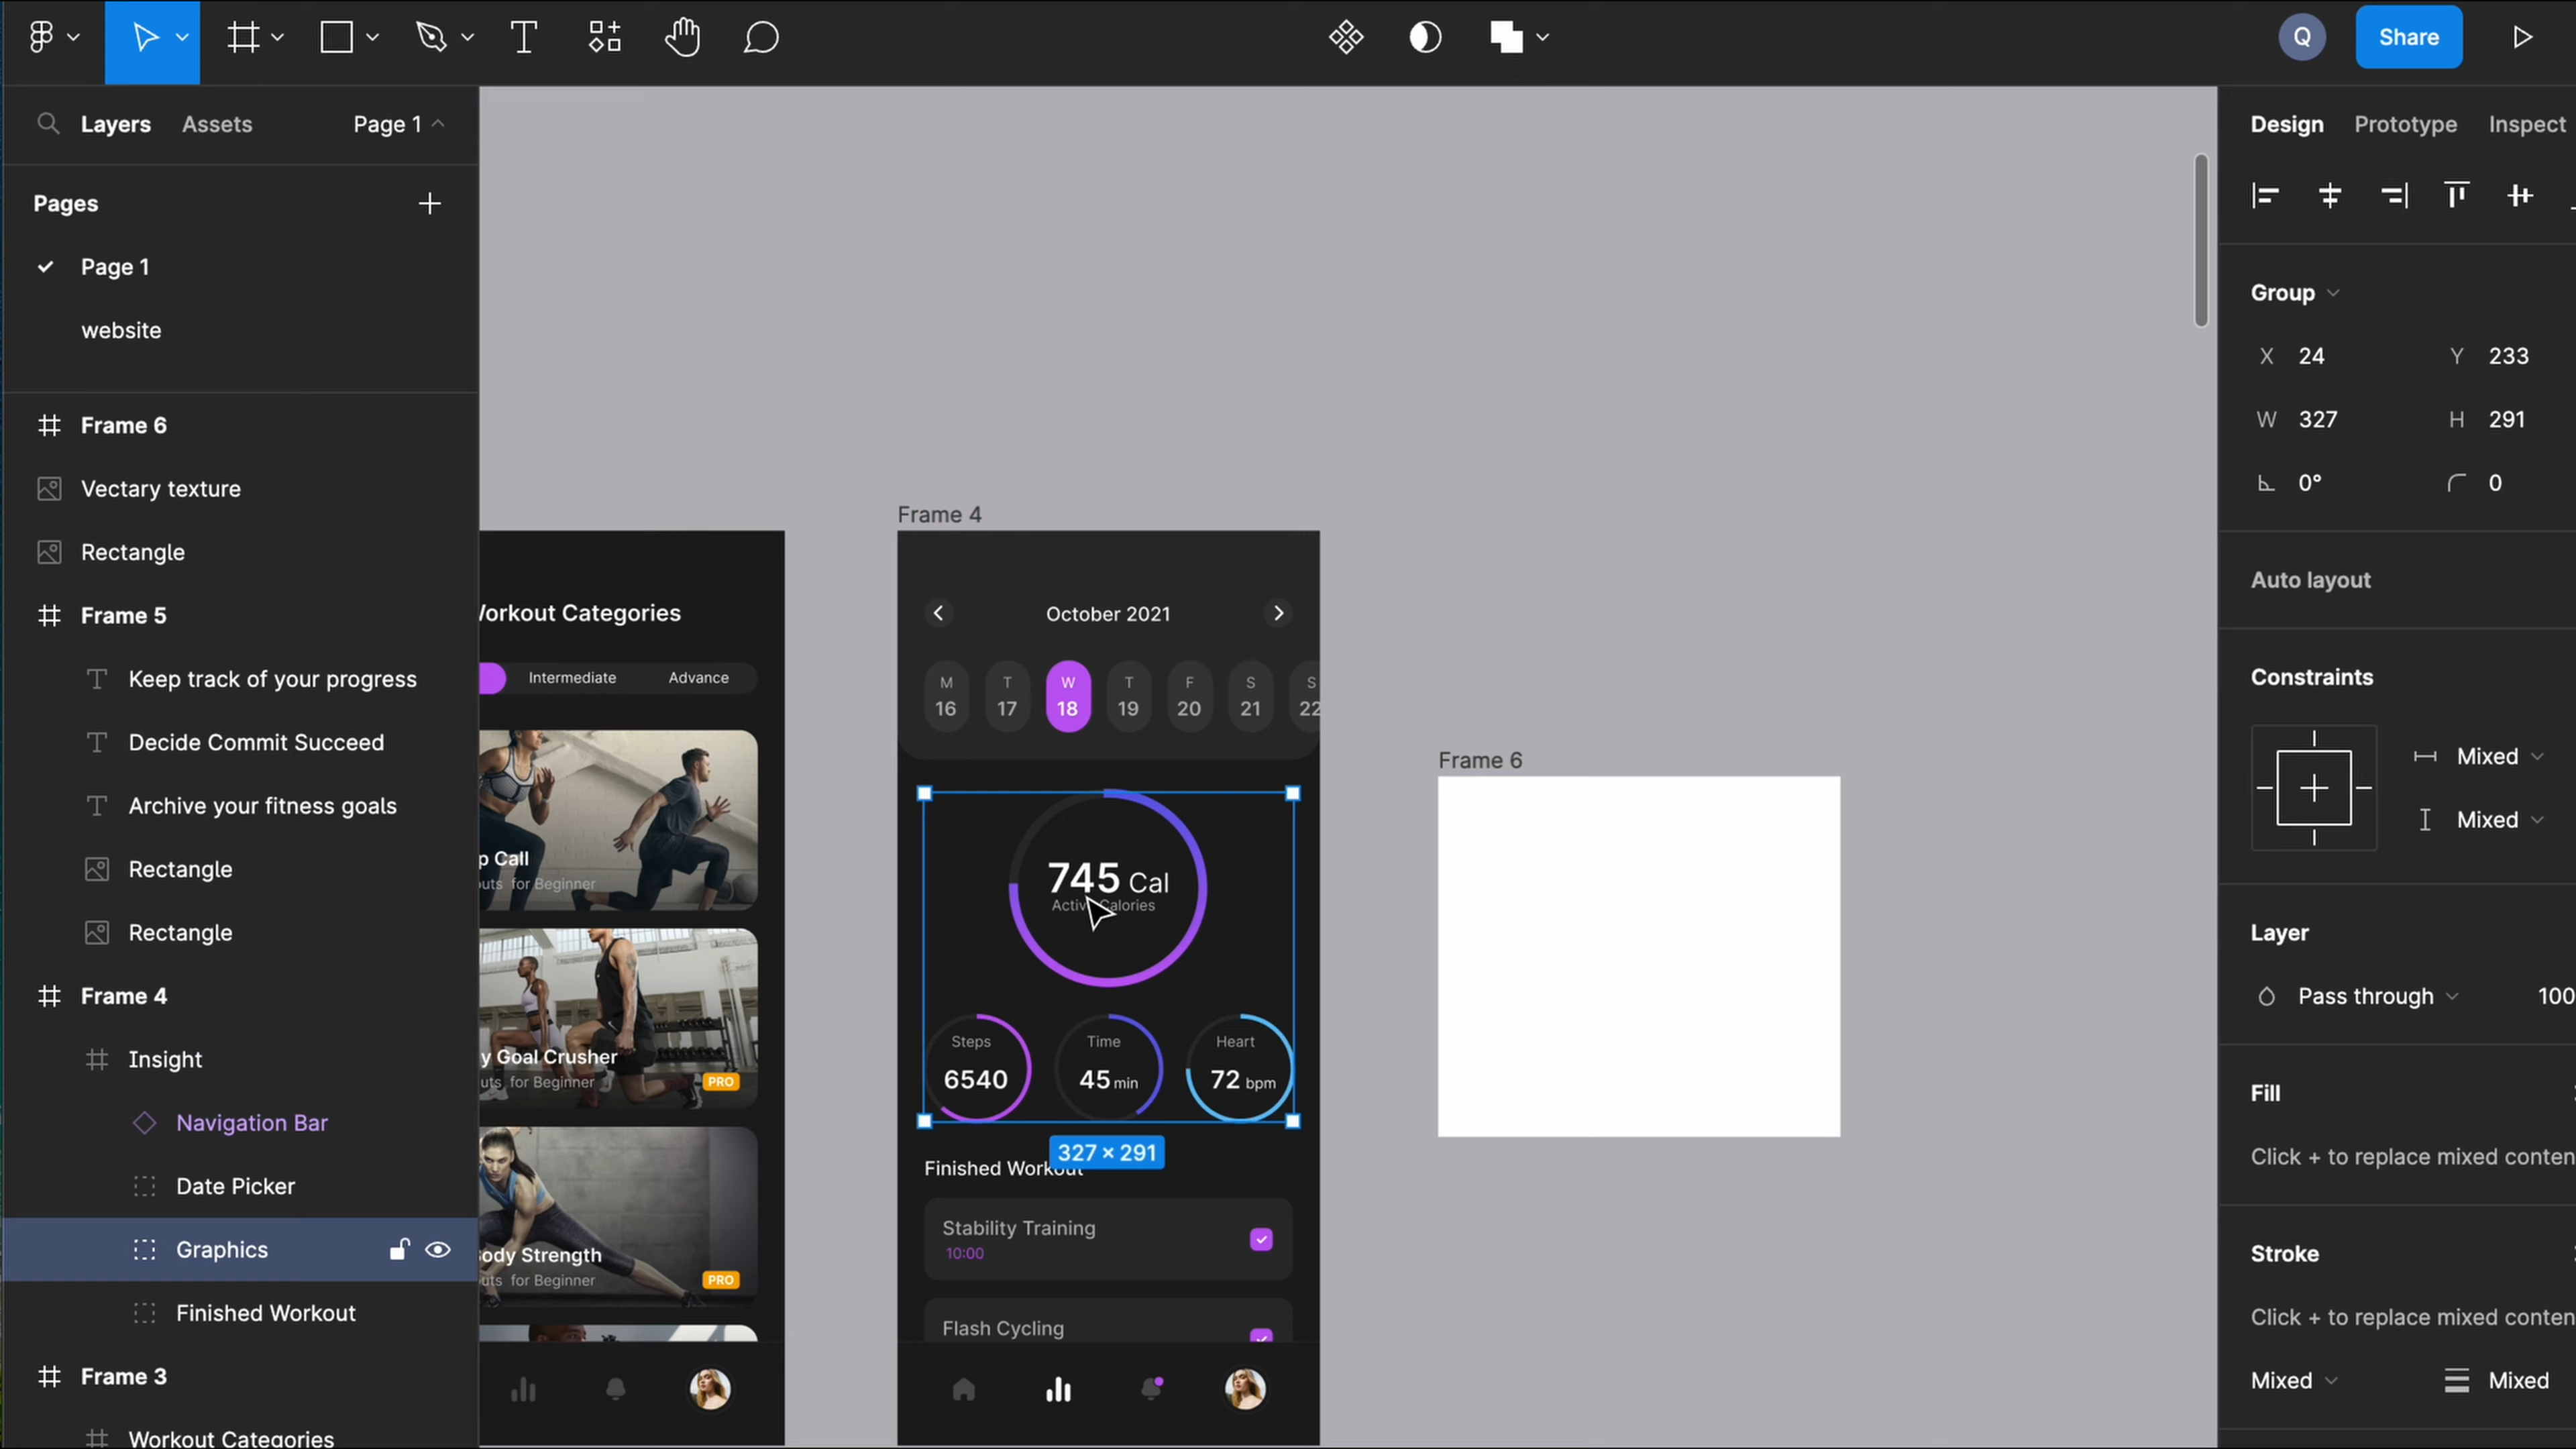 Q
Share
Layers
Assets
Page 1
Design
Prototype
Inspect
Pages
Page 1
website
Group
X 24
Y 233
W 327
H 291
0°
0
Frame 6
Vectary texture
Rectangle
Frame 5
Keep track of your progress
Decide Commit Succeed
Archive your fitness goals
Rectangle
Rectangle
Frame 4
Insight
Navigation Bar
Date Picker
Graphics
Finished Workout
Frame 3
Workout Categories
Workout Categories
Intermediate
Advance
p Call
uts for Beginner
y Goal Crusher
uts for Beginner
PRO
ody Strength
uts for Beginner
PRO
Frame 4
October 2021
M T W T F S S
16 17 18 19 20 21 22
745 Cal
Active Calories
Steps
6540
Time
45 min
Heart
72 bpm
327 × 291
Finished Workout
Stability Training
10:00
Flash Cycling
Frame 6
Auto layout
Constraints
Mixed
Mixed
Layer
Pass through
100
Fill
Click + to replace mixed conten
Stroke
Click + to replace mixed conten
Mixed
Mixed